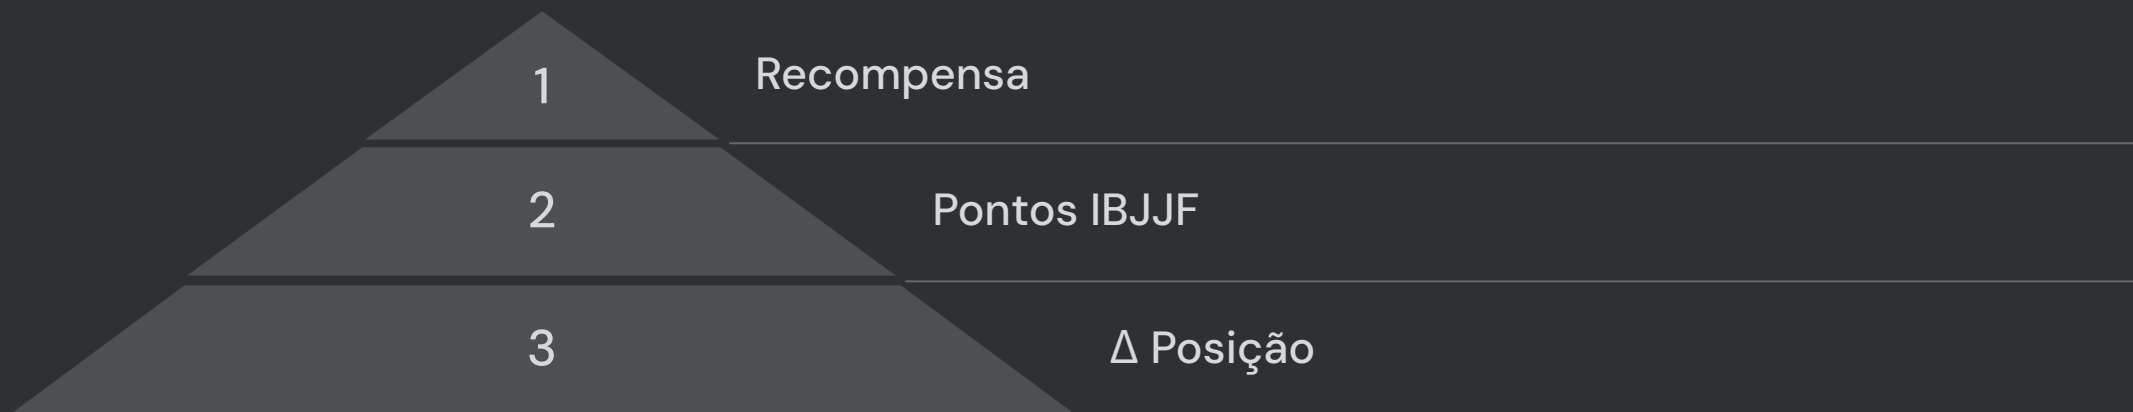 1
Recompensa
2
Pontos IBJJF
3
Δ Posição